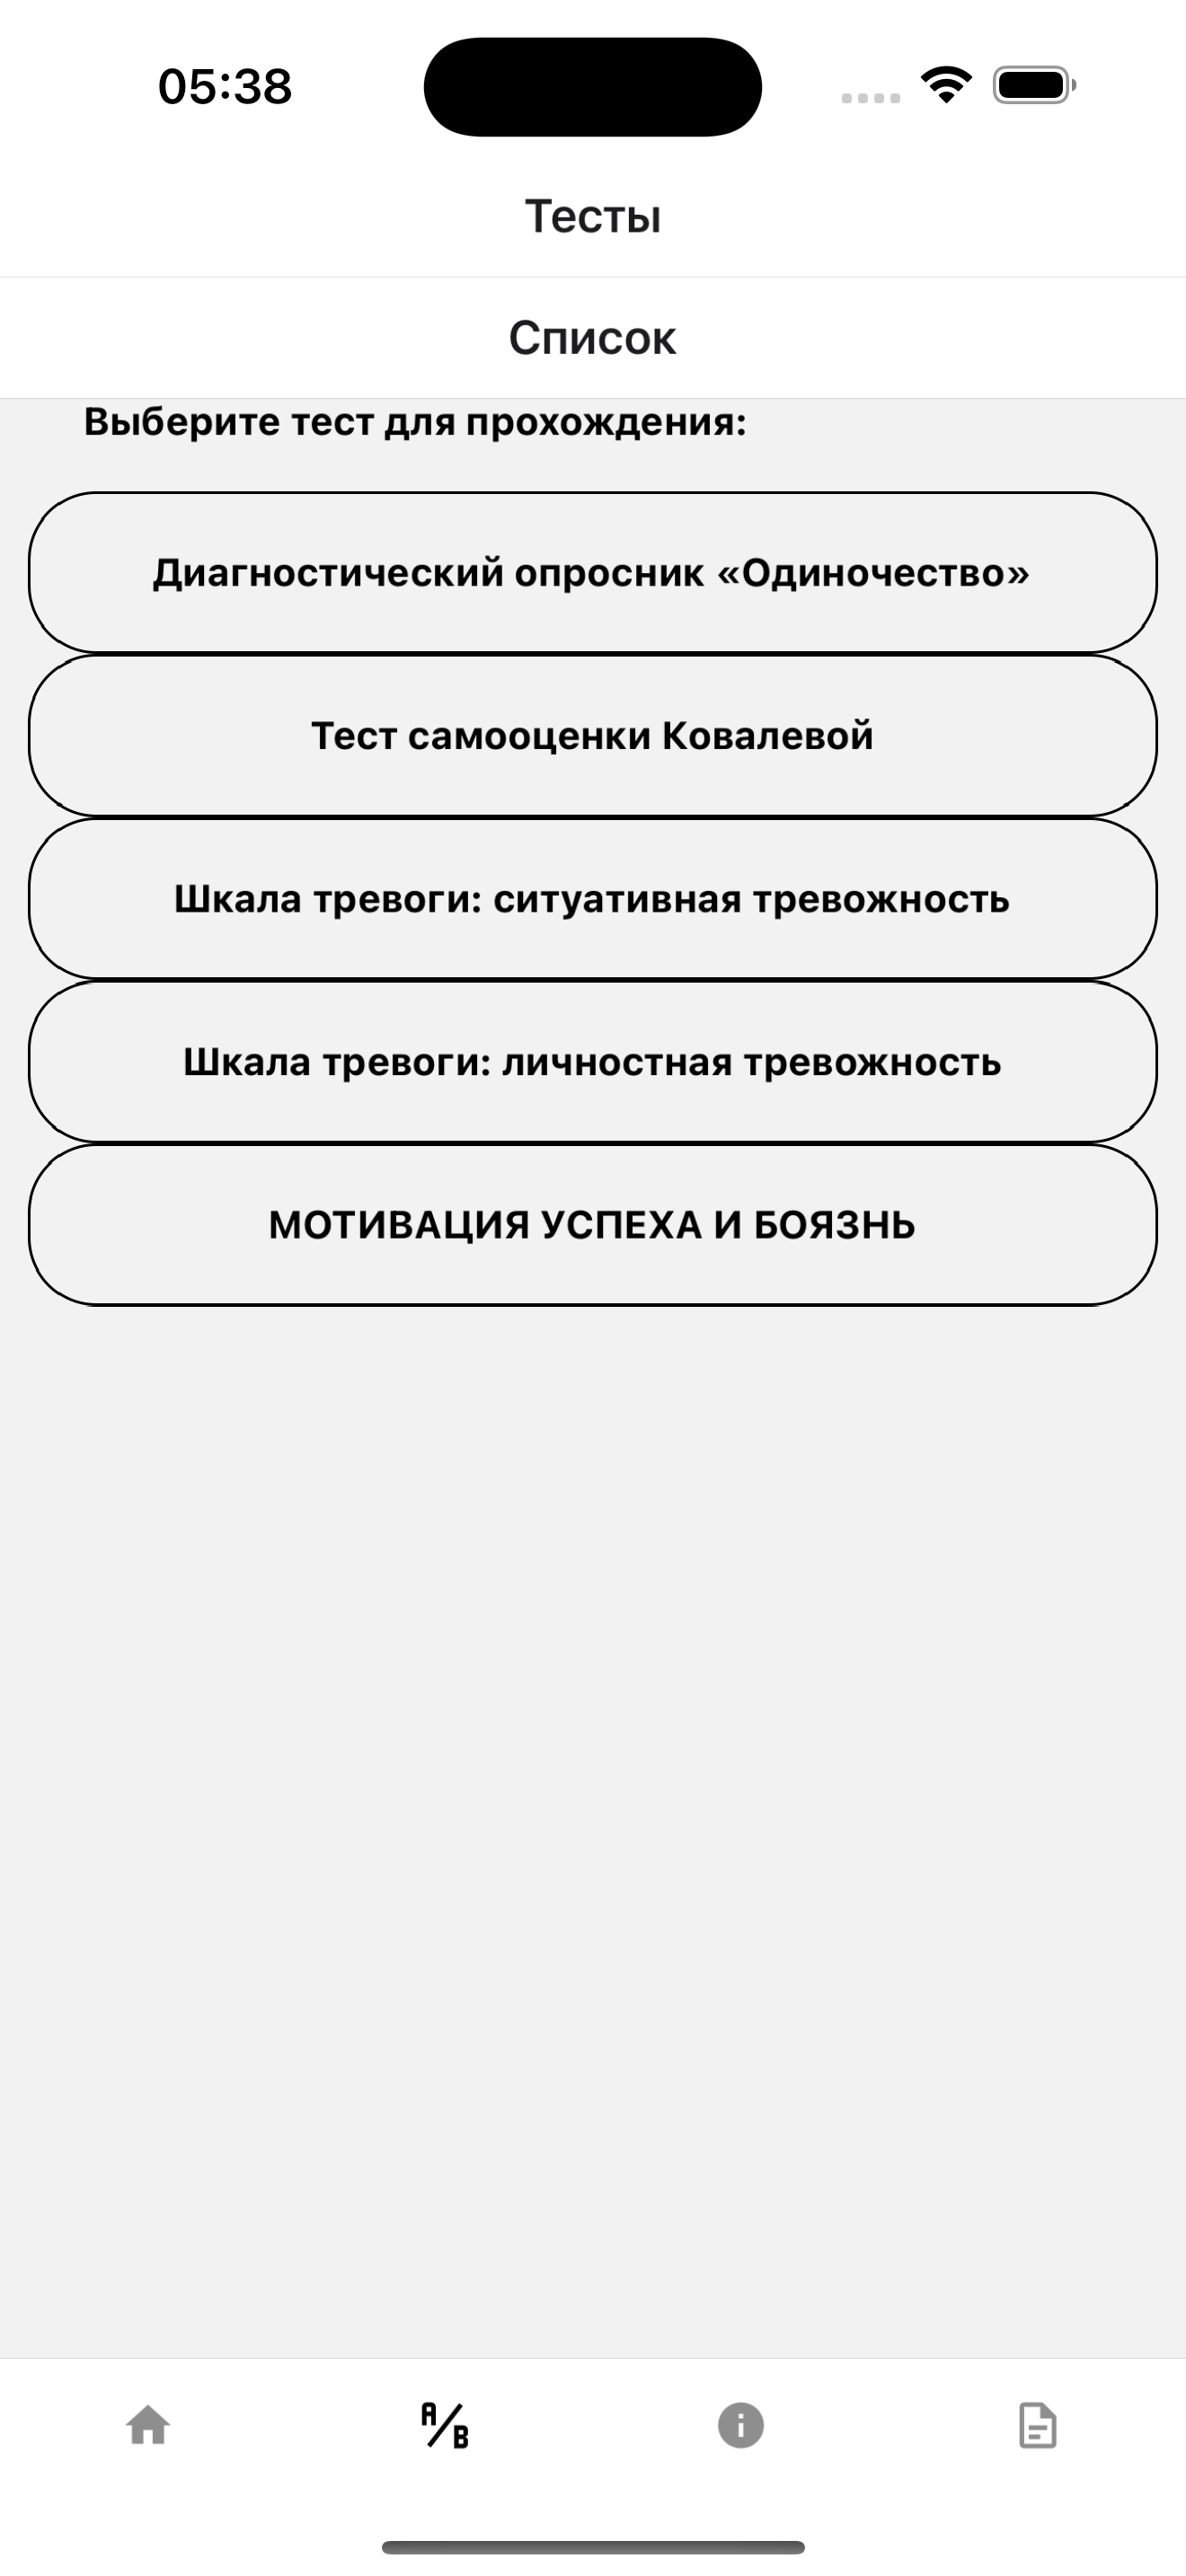 05:38
Тесты
Список
Выберите тест для прохождения:
Диагностический опросник «Одиночество»
Тест самооценки Ковалевой
Шкала тревоги: ситуативная тревожность
Шкала тревоги: личностная тревожность
МОТИВАЦИЯ УСПЕХА И БОЯЗНЬ
A/B